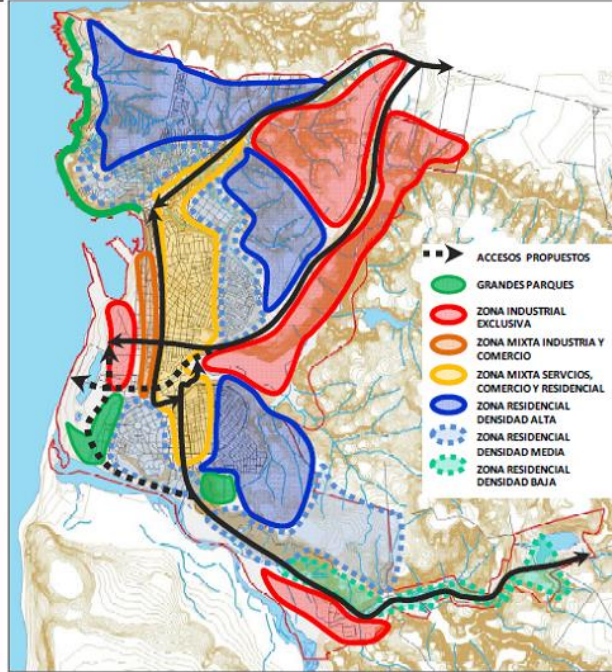 ACCESOS PROPUESTOS
GRANDES PARQUES
ZONA INDUSTRIAL
EXCLUSIVA
ZONA MIXTA INDUSTRIA Y
COMERCIO
ZONA MIXTA SERVCIOS,
COMERCIO Y RESIDENCIAL
ZONA RESIDENCIAL
DENSIDAD ALTA
ZONA RESIDENCIAL
DENSIDAD MEDIA
ZONA RESIDENCIAL
DENSIDAD BAJA